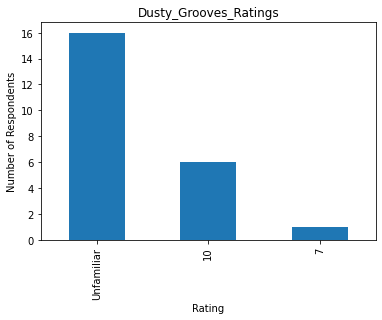 Dusty_Grooves_Ratings
Number of Respondents
16
14
12
10
8
6
4
2
0
Unfamiliar
10
7
Rating